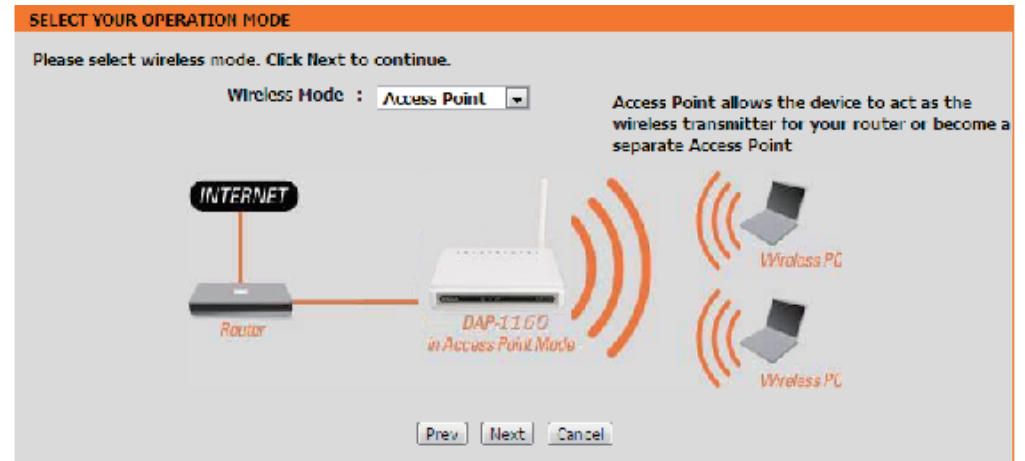 SELECT YOUR OPERATION MODE
Please select wireless mode. Click Next to continue.
Wireless Mode : Access Point
Access Point allows the device to act as the
wireless transmitter for your router or become a
separate Access Point
INTERNET
Router
DAP-1160
in Access Point Mode
Wireless PC
Wireless PC
Prev Next Cancel